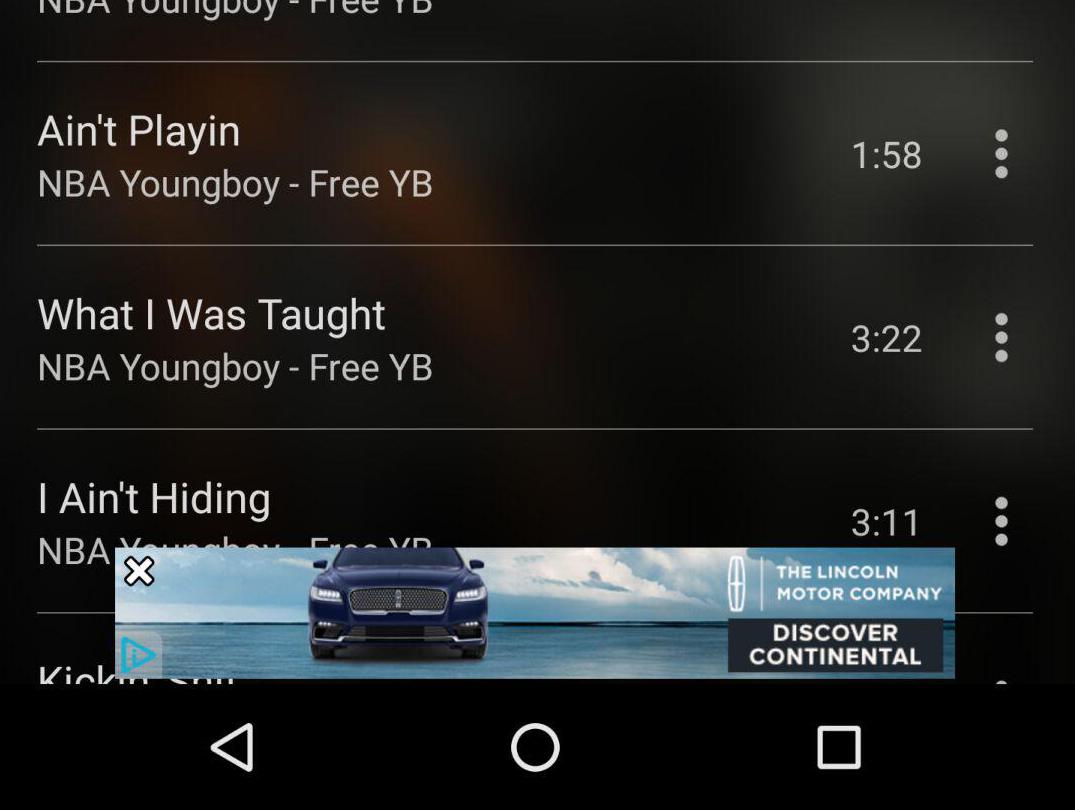 NBA Youngboy - Free YB
Ain't Playin
NBA Youngboy - Free YB
1:58
What I Was Taught
NBA Youngboy - Free YB
3:22
I Ain't Hiding
NBA Youngboy - Free YB
3:11
THE LINCOLN
MOTOR COMPANY
DISCOVER
CONTINENTAL